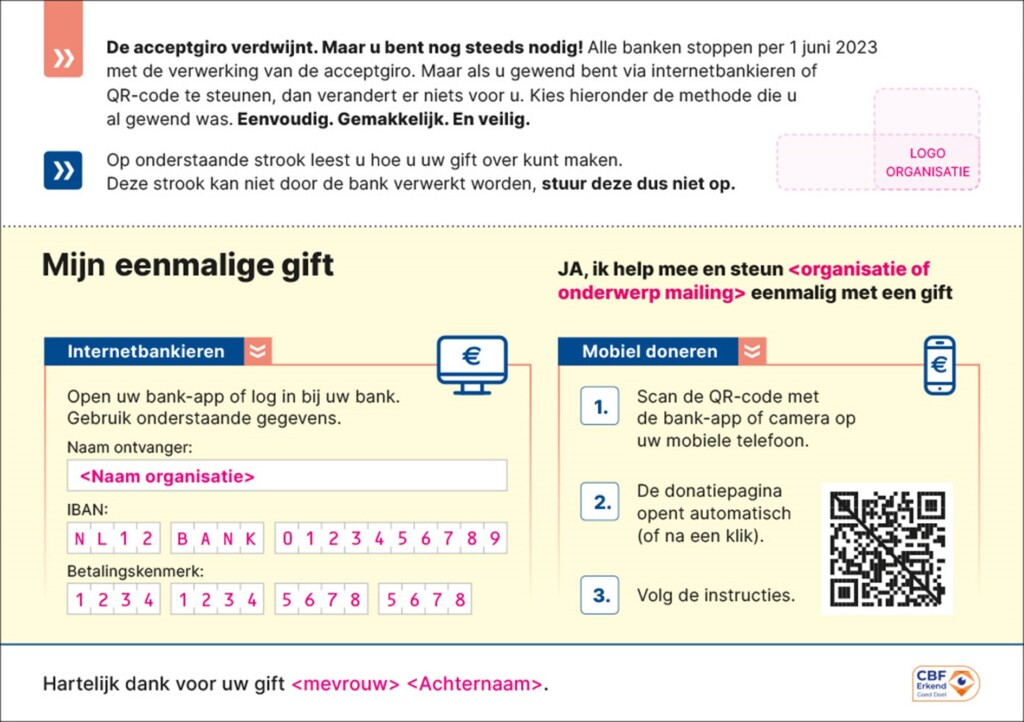 De acceptgiro verdwijnt. Maar u bent nog steeds nodig! Alle banken stoppen per 1 juni 2023
met de verwerking van de acceptgiro. Maar als u gewend bent via internetbankieren of
QR-code te steunen, dan verandert er niets voor u. Kies hieronder de methode die u
al gewend was. Eenvoudig. Gemakkelijk. En veilig.
Op onderstaande strook leest u hoe u uw gift over kunt maken.
Deze strook kan niet door de bank verwerkt worden, stuur deze dus niet op.
LOGO
ORGANISATIE
Mijn eenmalige gift
JA, ik help mee en steun <organisatie of
onderwerp mailing> eenmalig met een gift
Internetbankieren
€
Open uw bank-app of log in bij uw bank.
Gebruik onderstaande gegevens.
Naam ontvanger:
<Naam organisatie>
IBAN:
NL12 BANK 0123456789
Betalingskenmerk:
1234 1234 5678 5678
Mobiel doneren
€
1. Scan de QR-code met
de bank-app of camera op
uw mobiele telefoon.
2. De donatiepagina
opent automatisch
(of na een klik).
3. Volg de instructies.
Hartelijk dank voor uw gift <mevrouw> <Achternaam>.
CBF
Erkend
Goed Doel